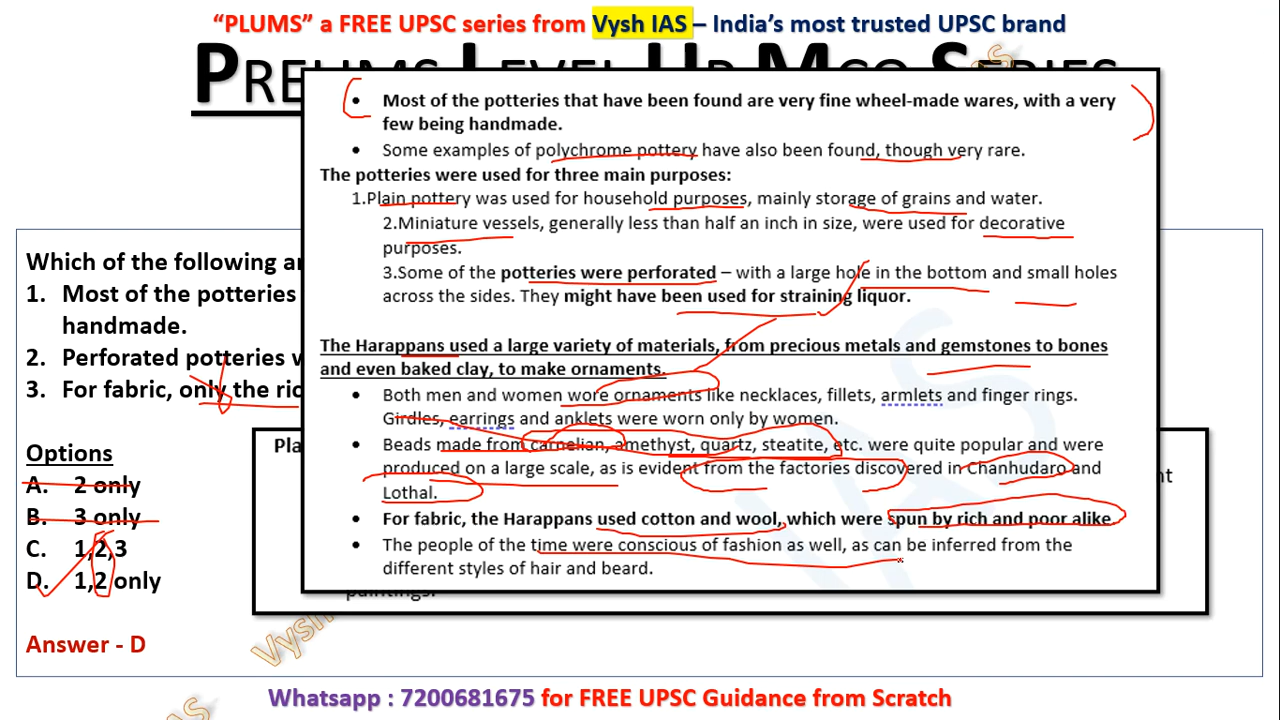 “PLUMS” a FREE UPSC series from Vysh IAS – India’s most trusted UPSC brand
PRELIMS LEVEL UP MCQ SERIES
• Most of the potteries that have been found are very fine wheel-made wares, with a very
few being handmade.
• Some examples of polychrome pottery have also been found, though very rare.
The potteries were used for three main purposes:
1.Plain pottery was used for household purposes, mainly storage of grains and water.
2.Miniature vessels, generally less than half an inch in size, were used for decorative
purposes.
3.Some of the potteries were perforated – with a large hole in the bottom and small holes
across the sides. They might have been used for straining liquor.
The Harappans used a large variety of materials, from precious metals and gemstones to bones
and even baked clay, to make ornaments.
• Both men and women wore ornaments like necklaces, fillets, armlets and finger rings.
Girdles, earrings and anklets were worn only by women.
• Beads made from carnelian, amethyst, quartz, steatite, etc. were quite popular and were
produced on a large scale, as is evident from the factories discovered in Chanhudaro and
Lothal.
• For fabric, the Harappans used cotton and wool, which were spun by rich and poor alike.
• The people of the time were conscious of fashion as well, as can be inferred from the
different styles of hair and beard.
Which of the following
1. Most of the potteries
handmade.
2. Perforated potteries
3. For fabric, only the
Options
A. 2 only
B. 3 only
C. 1,2,3
D. 1,2 only
Answer - D
paintings.
Vysh
Whatsapp : 7200681675 for FREE UPSC Guidance from Scratch